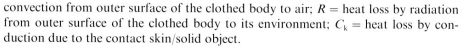 convection from outer surface of the clothed body to air; R = heat loss by radiation
from outer surface of the clothed body to its environment; Cₖ = heat loss by con-
duction due to the contact skin/solid object.